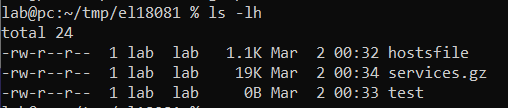 lab@pc:~/tmp/el18081 % ls -lh
total 24
-rw-r--r--  1 lab  lab   1.1K Mar  2 00:32 hostsfile
-rw-r--r--  1 lab  lab    19K Mar  2 00:34 services.gz
-rw-r--r--  1 lab  lab     0B Mar  2 00:33 test